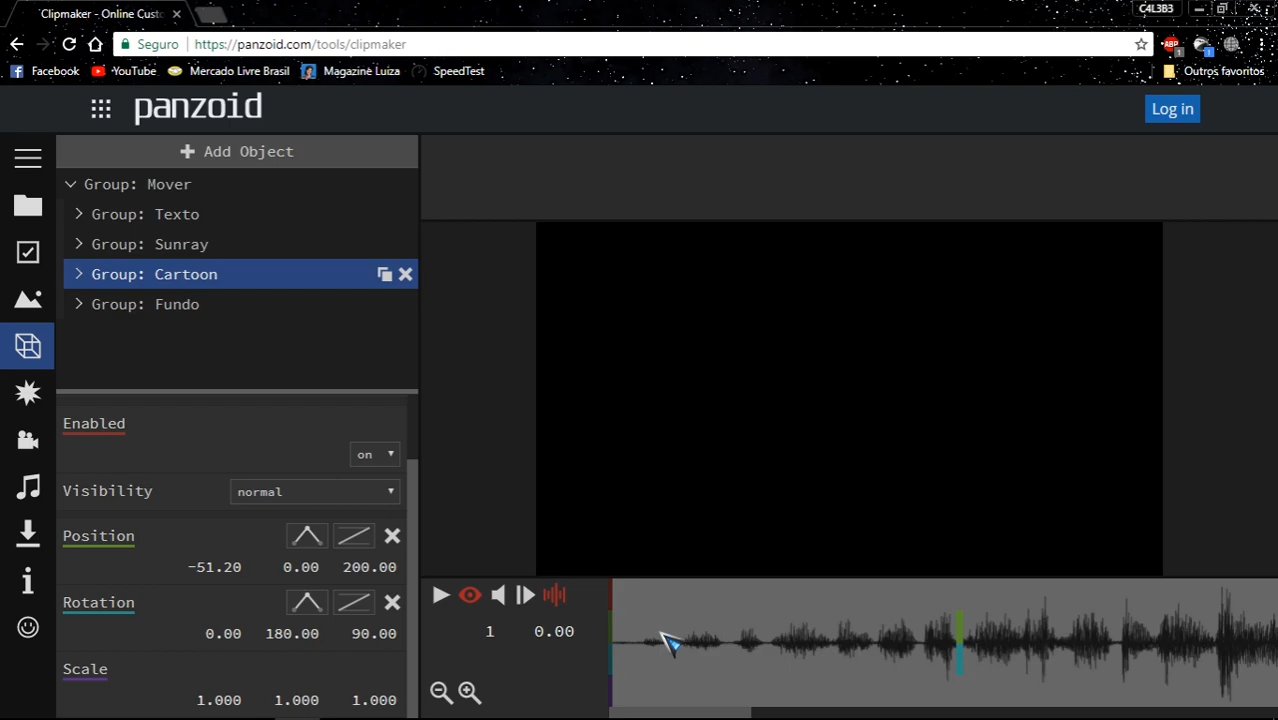 Clipmaker - Online Custo
C4L3B3
Seguro https://panzoid.com/tools/clipmaker
ABP 1 1
Facebook YouTube Mercado Livre Brasil Magazine Luiza SpeedTest Outros favoritos
panzoid
Log in
Add Object
Group: Mover
Group: Texto
Group: Sunray
Group: Cartoon
Group: Fundo
Enabled
on
Visibility normal
Position
-51.20 0.00 200.00
Rotation
0.00 180.00 90.00
Scale
1.000 1.000 1.000
1 0.00